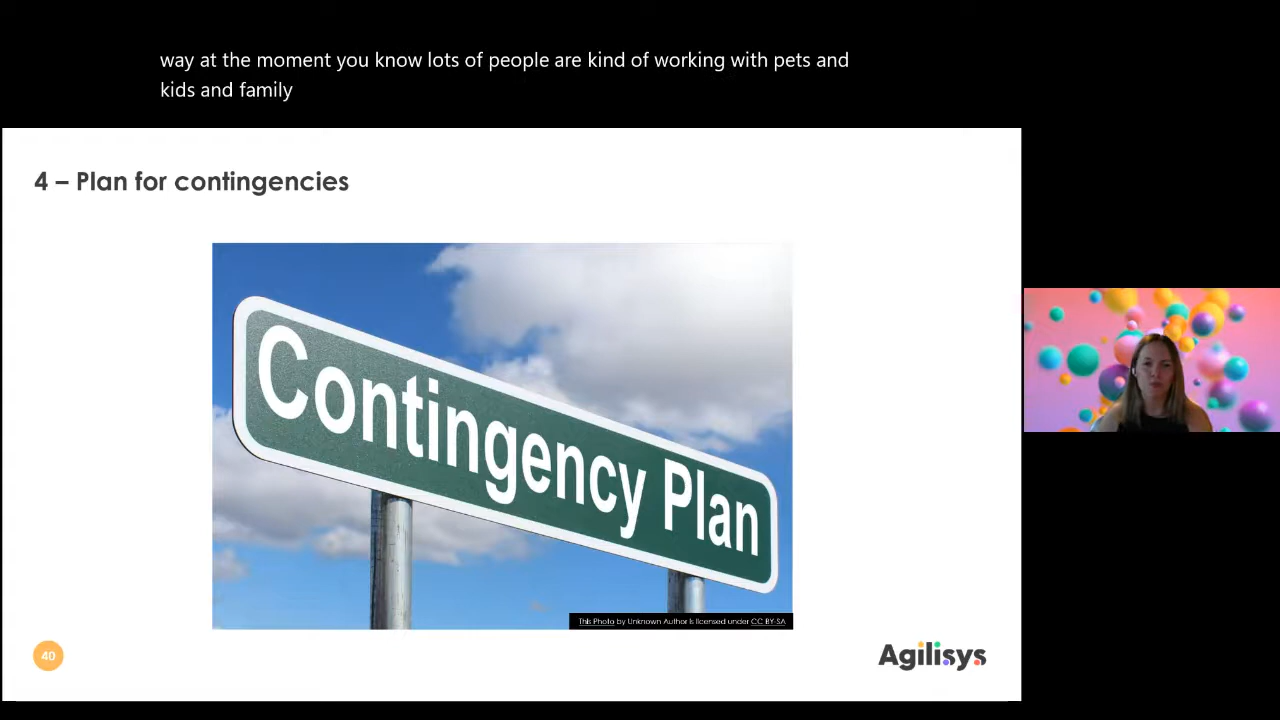 way at the moment you know lots of people are kind of working with pets and
kids and family
4 – Plan for contingencies
Contingency Plan
This Photo by Unknown Author is licensed under CC BY-SA
40
Agilisys